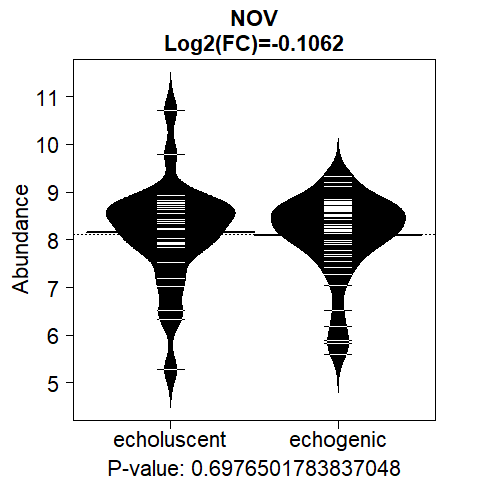 NOV
Log2(FC)=-0.1062
Abundance
11
10
9
8
7
6
5
echoluscent echogenic
P-value: 0.6976501783837048